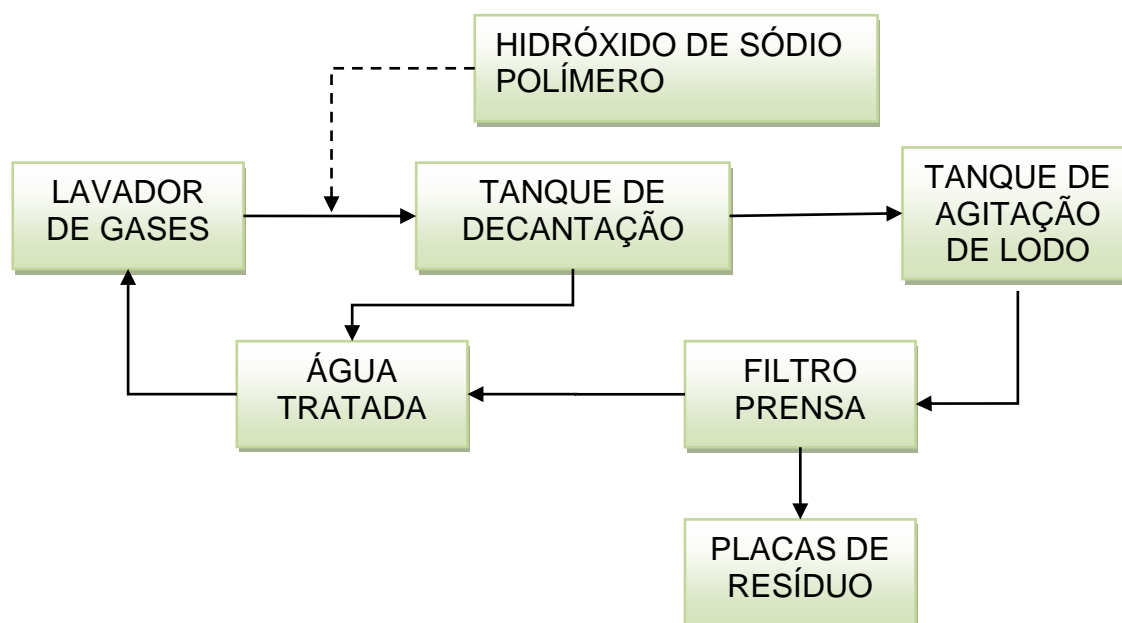 HIDRÓXIDO DE SÓDIO
POLÍMERO
LAVADOR
DE GASES
TANQUE DE
DECANTAÇÃO
TANQUE DE
AGITAÇÃO
DE LODO
ÁGUA
TRATADA
FILTRO
PRENSA
PLACAS DE
RESÍDUO